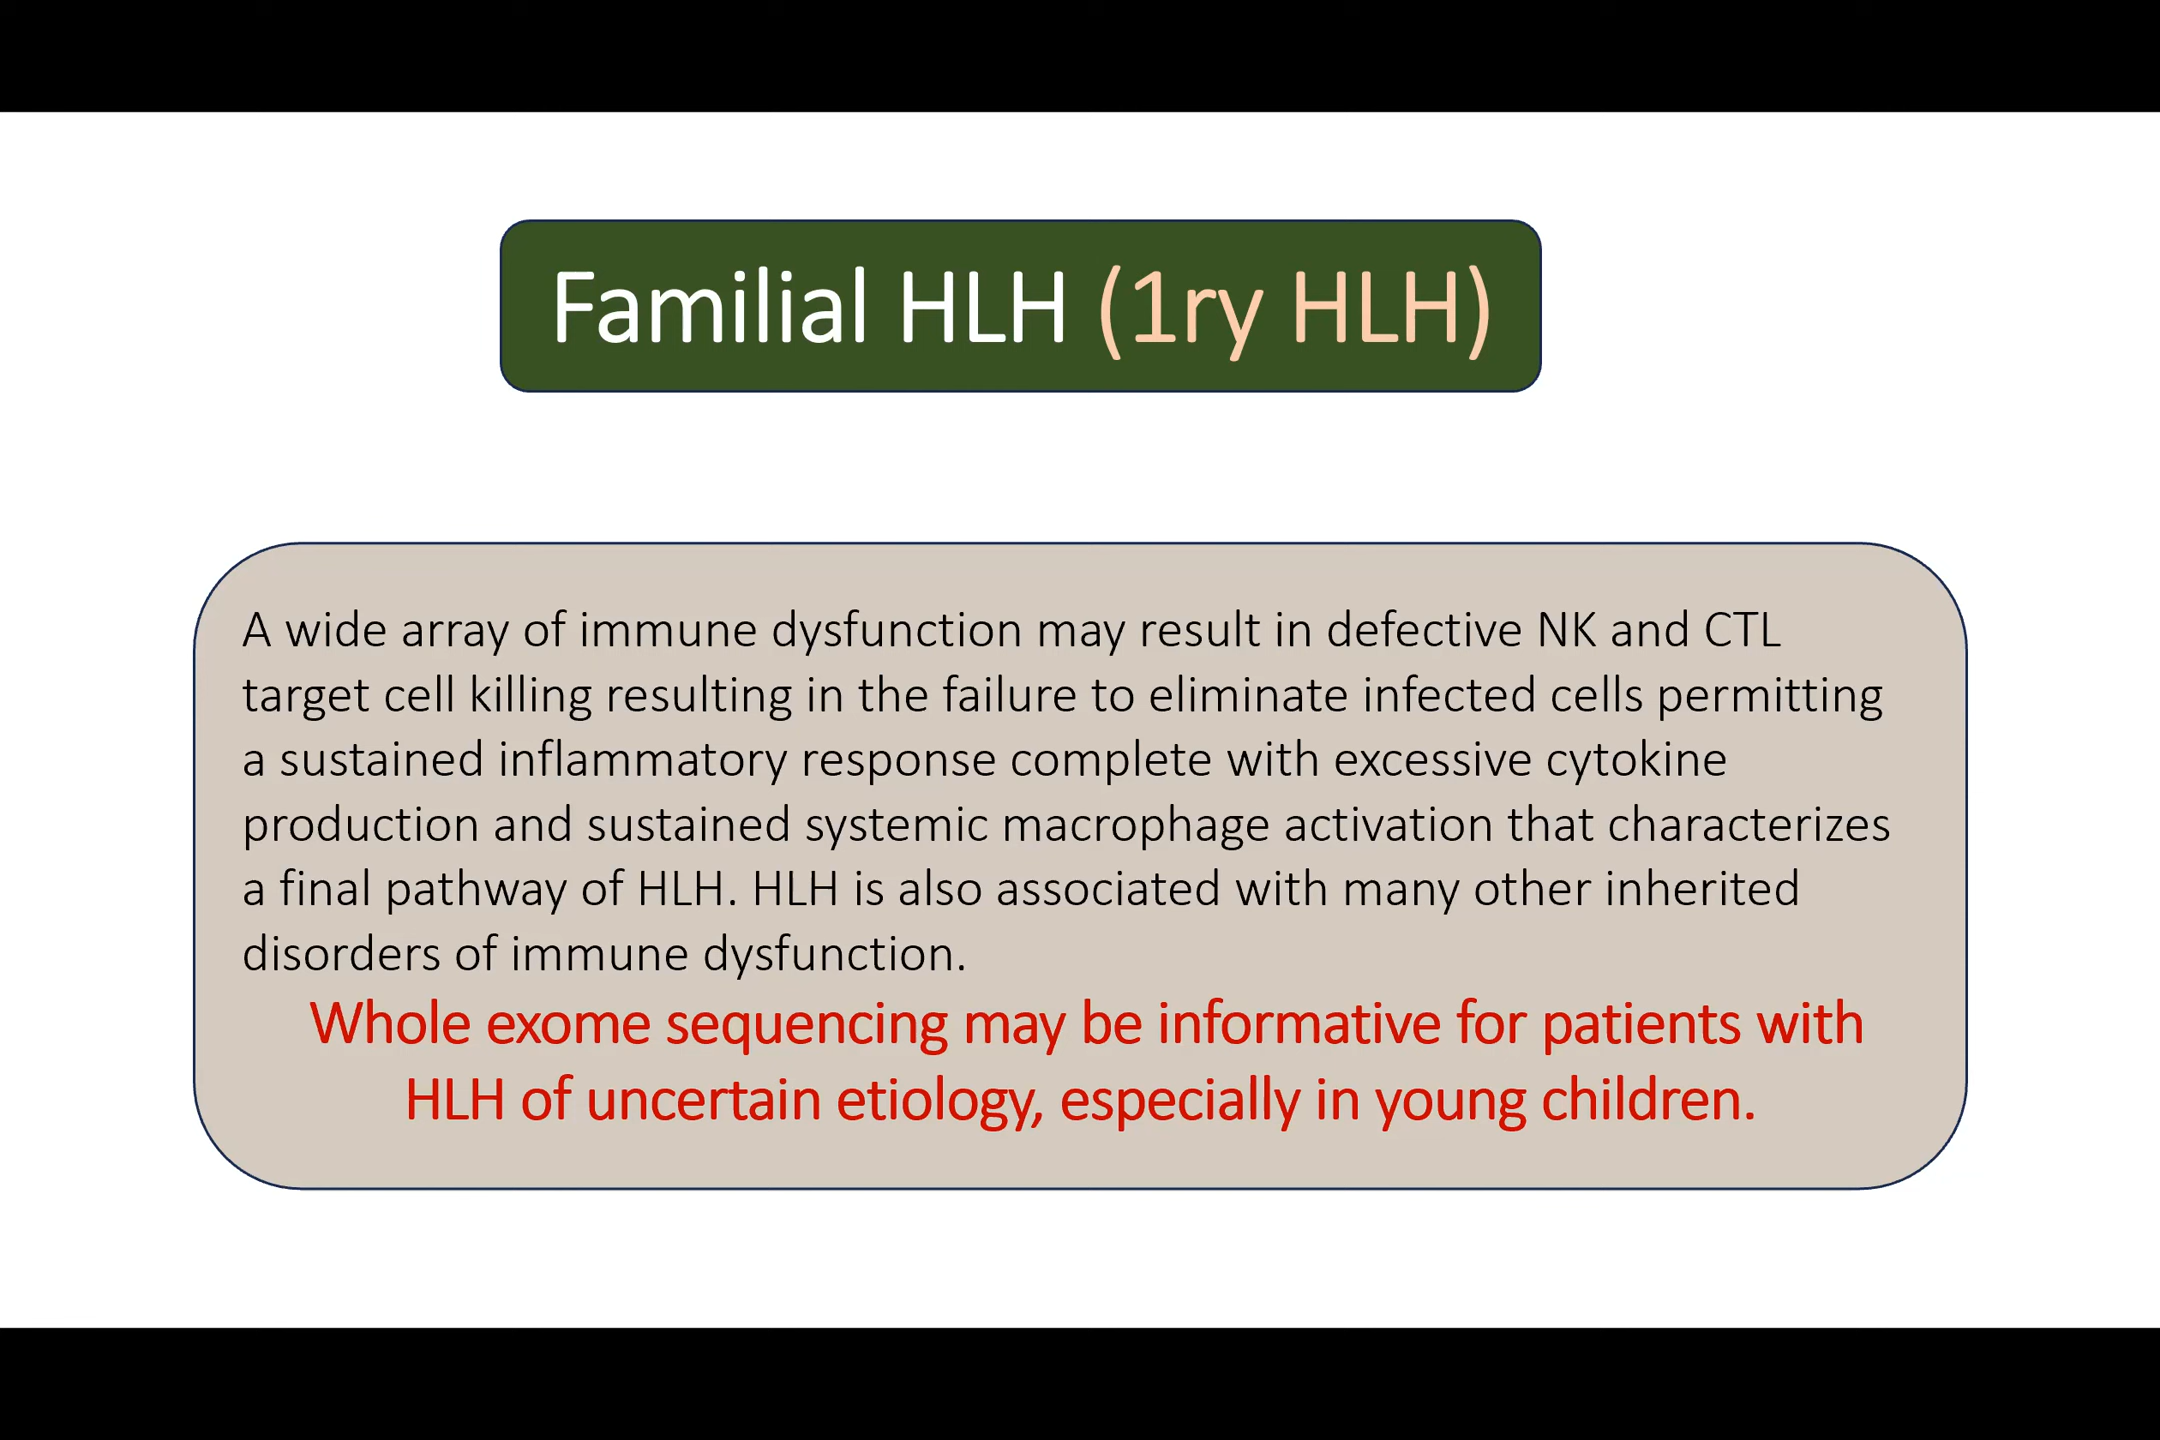 Familial HLH (1ry HLH)
A wide array of immune dysfunction may result in defective NK and CTL
target cell killing resulting in the failure to eliminate infected cells permitting
a sustained inflammatory response complete with excessive cytokine
production and sustained systemic macrophage activation that characterizes
a final pathway of HLH. HLH is also associated with many other inherited
disorders of immune dysfunction.
Whole exome sequencing may be informative for patients with
HLH of uncertain etiology, especially in young children.